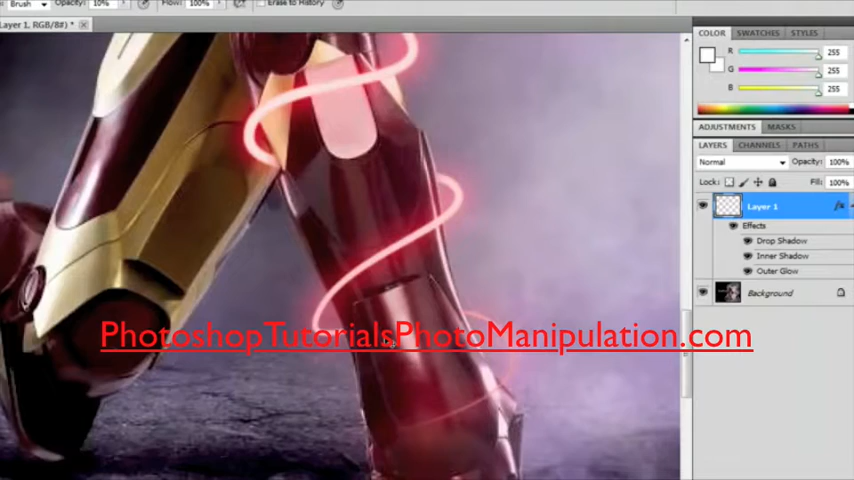 Brush Opacity: 10% Flow: 100% Erase to History
Layer 1, RGB/8#) *
COLOR SWATCHES STYLES
R 255
G 255
B 255
ADJUSTMENTS MASKS
LAYERS CHANNELS PATHS
Normal Opacity: 100%
Lock: Fill: 100%
Layer 1 fx
Effects
Drop Shadow
Inner Shadow
Outer Glow
Background
PhotoshopTutorialsPhotoManipulation.com